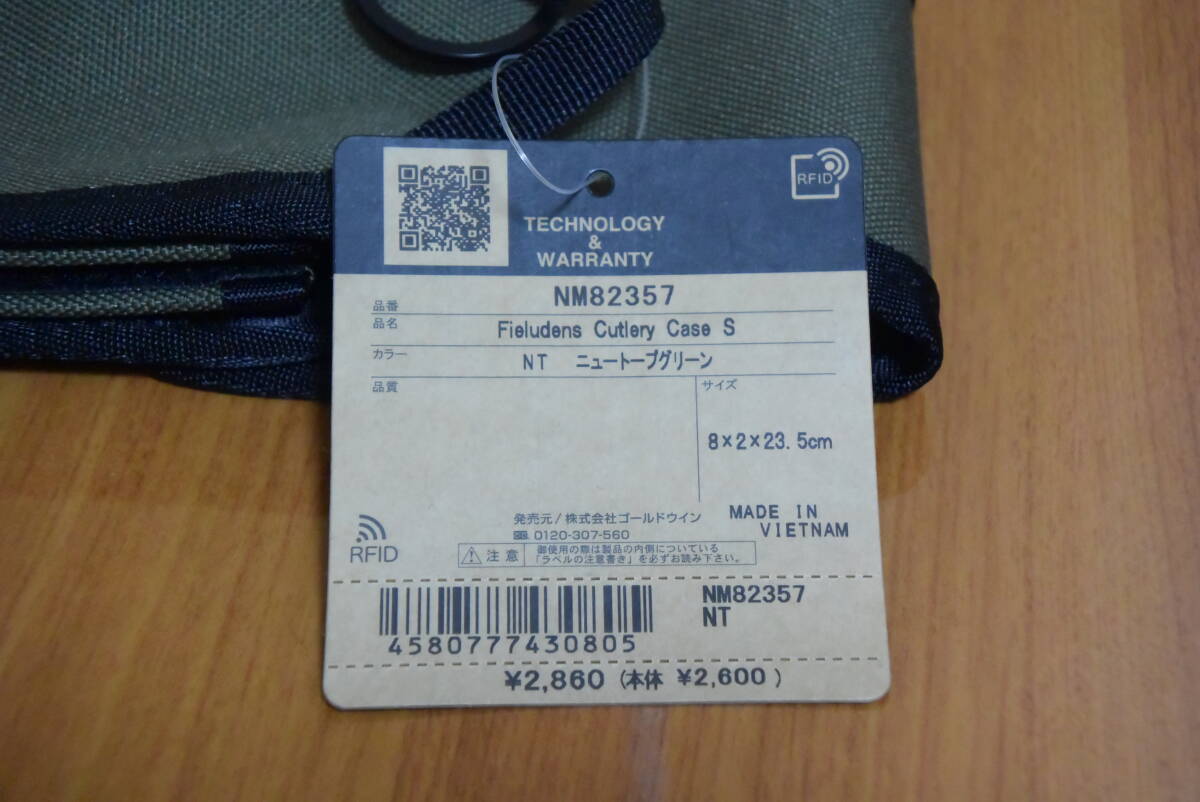 RFID
TECHNOLOGY
&
WARRANTY
品番 NM82357
品名 Fieludens Cutlery Case S
カラー NT ニュートープグリーン
品質
サイズ
8×2×23.5cm
発売元/株式会社ゴールドウイン
0120-307-560
MADE IN
VIETNAM
RFID
注意
御使用の際は製品の内側についている
「ラベルの注意書き」を必ずお読み下さい。
NM82357
NT
4580777430805
¥2,860 (本体 ¥2,600)